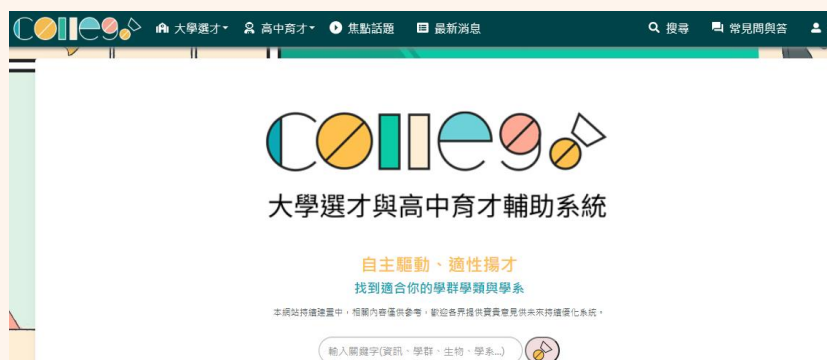 Collego 大學選才 高中育才 焦點話題 最新消息 搜尋 常見問與答
Collego
大學選才與高中育才輔助系統
自主驅動、適性揚才
找到適合你的學群學類與學系
本網站持續建置中，相關內容僅供參考，歡迎各界提供寶貴意見供未來持續優化系統。
輸入關鍵字(資訊、學群、生物、學系...)